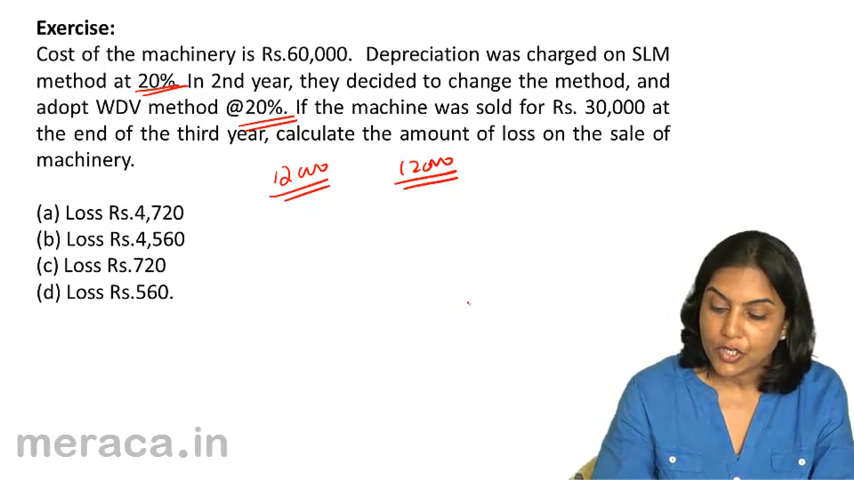 Exercise:
Cost of the machinery is Rs.60,000. Depreciation was charged on SLM
method at 20%. In 2nd year, they decided to change the method, and
adopt WDV method @20%. If the machine was sold for Rs. 30,000 at
the end of the third year, calculate the amount of loss on the sale of
machinery.
12000 12000
(a) Loss Rs.4,720
(b) Loss Rs.4,560
(c) Loss Rs.720
(d) Loss Rs.560.
meraca.in